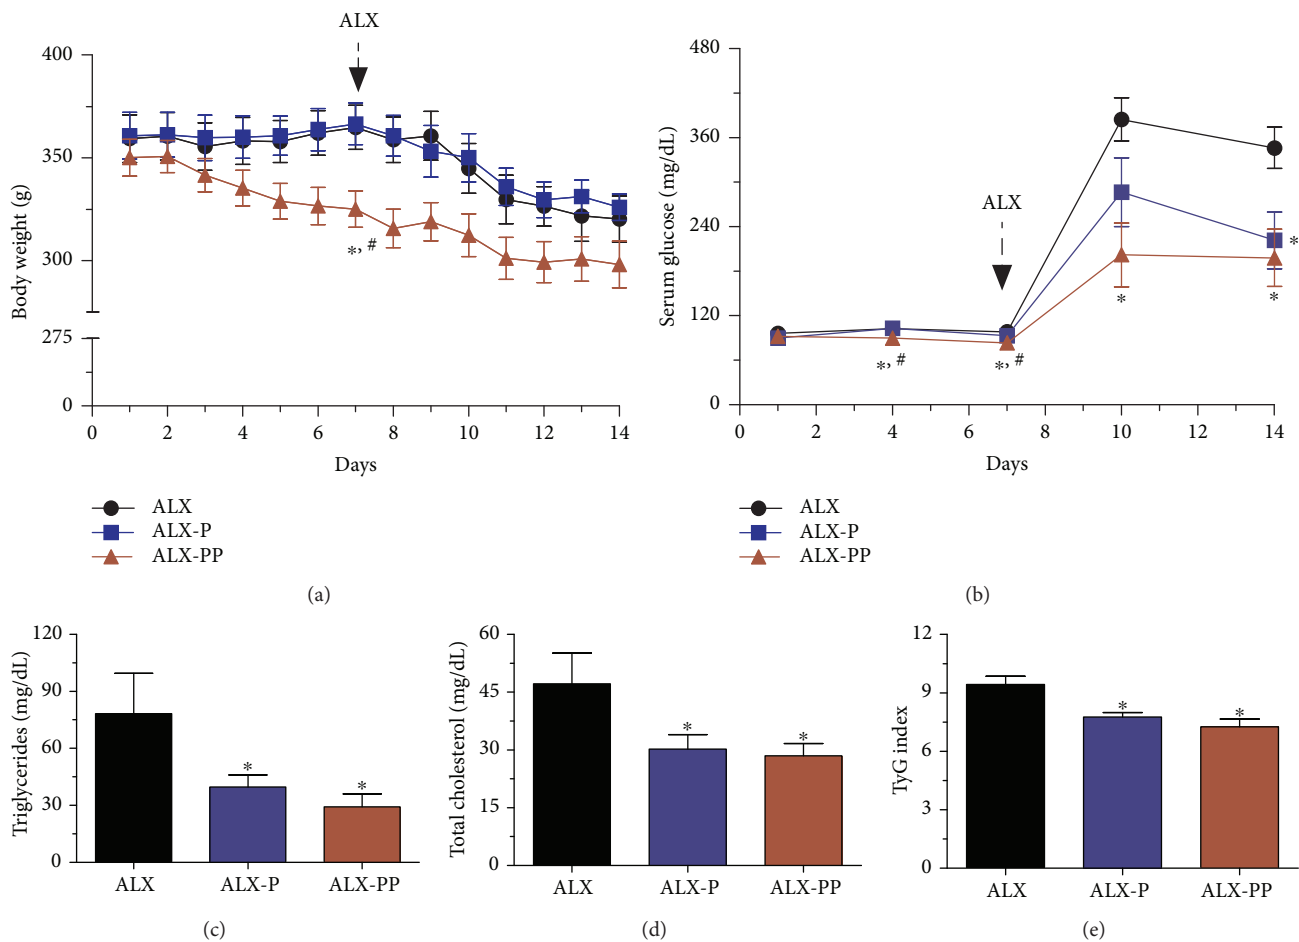 ALX
400
350
300
275
0
Body weight (g)
*, #
0 2 4 6 8 10 12 14
Days
ALX
ALX-P
ALX-PP
(a)
480
360
240
120
0
Serum glucose (mg/dL)
ALX
*
*
*
*, #
*, #
0 2 4 6 8 10 12 14
Days
ALX
ALX-P
ALX-PP
(b)
120
90
60
30
0
Triglycerides (mg/dL)
*
*
ALX ALX-P ALX-PP
(c)
60
45
30
15
0
Total cholesterol (mg/dL)
*
*
ALX ALX-P ALX-PP
(d)
12
9
6
3
0
TyG index
*
*
ALX ALX-P ALX-PP
(e)